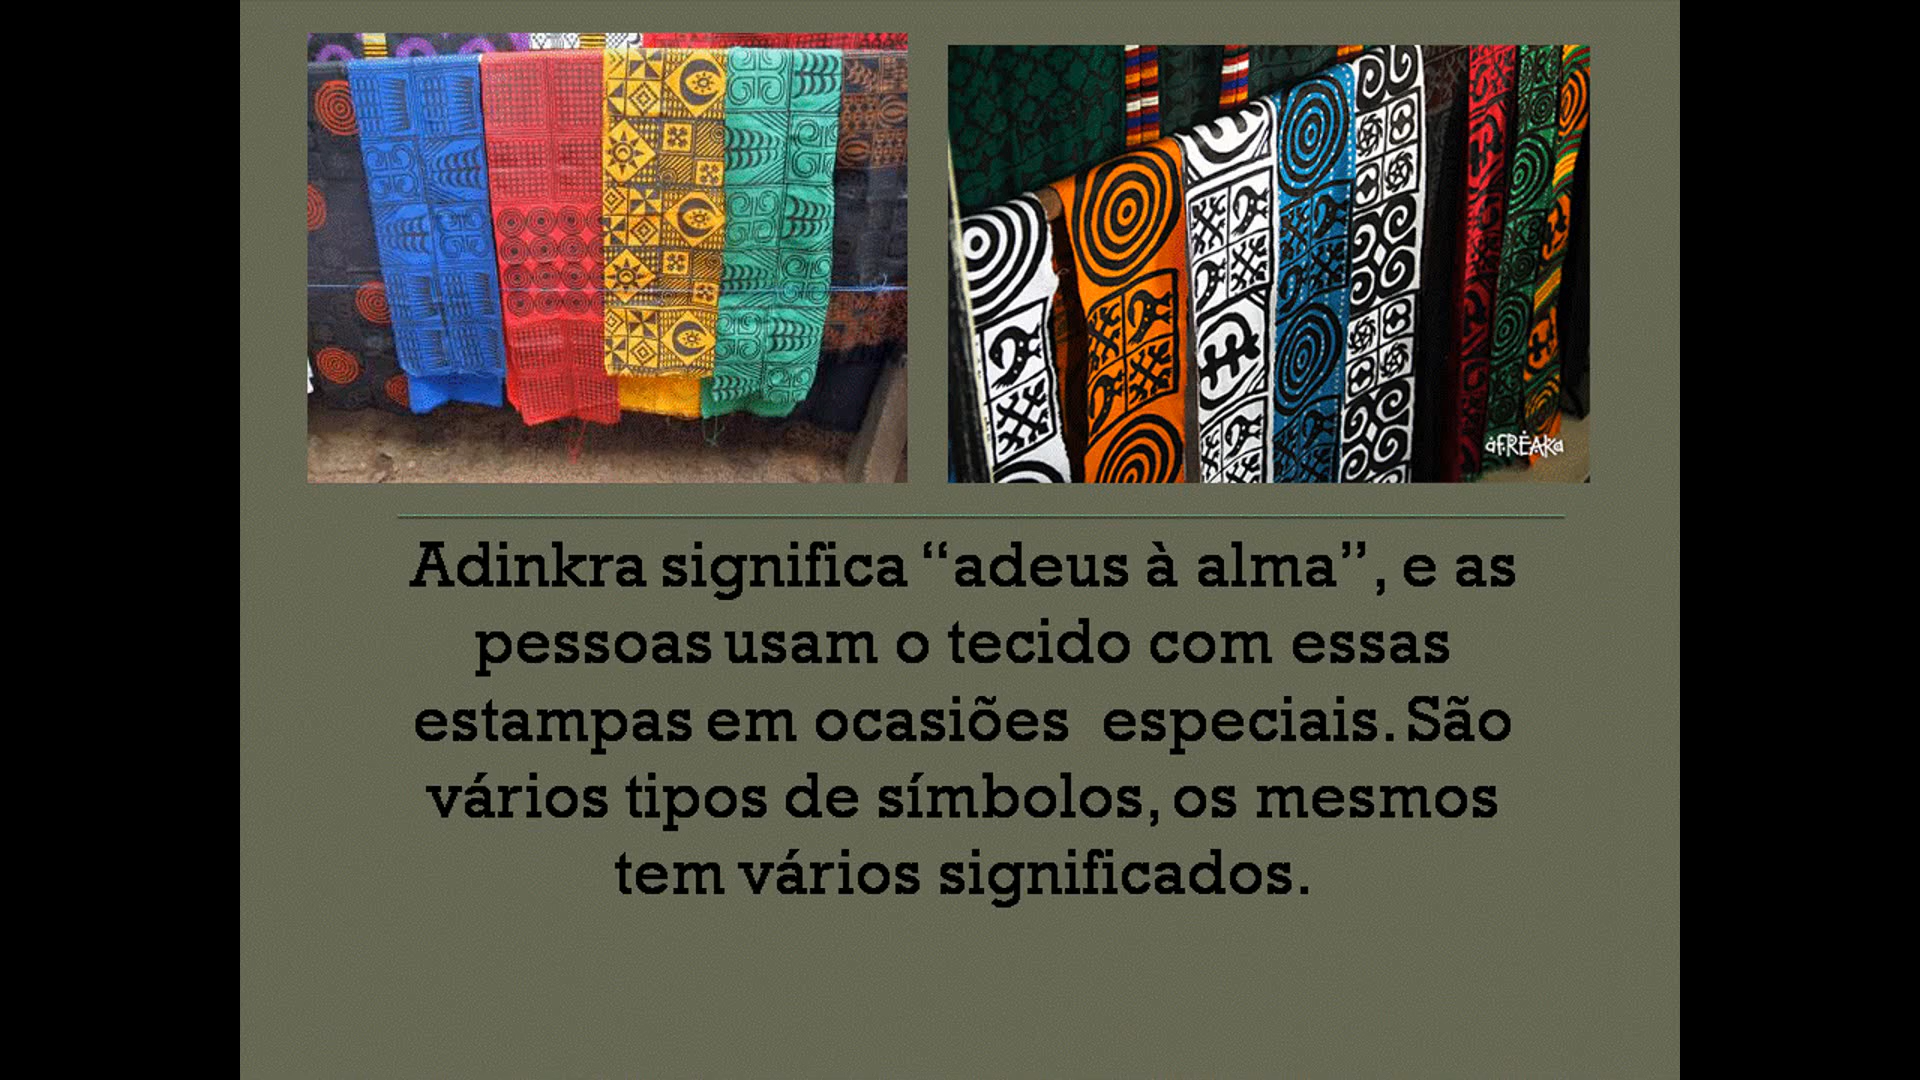 afREAKa
Adinkra significa “adeus à alma”, e as
pessoas usam o tecido com essas
estampas em ocasiões especiais. São
vários tipos de símbolos, os mesmos
tem vários significados.